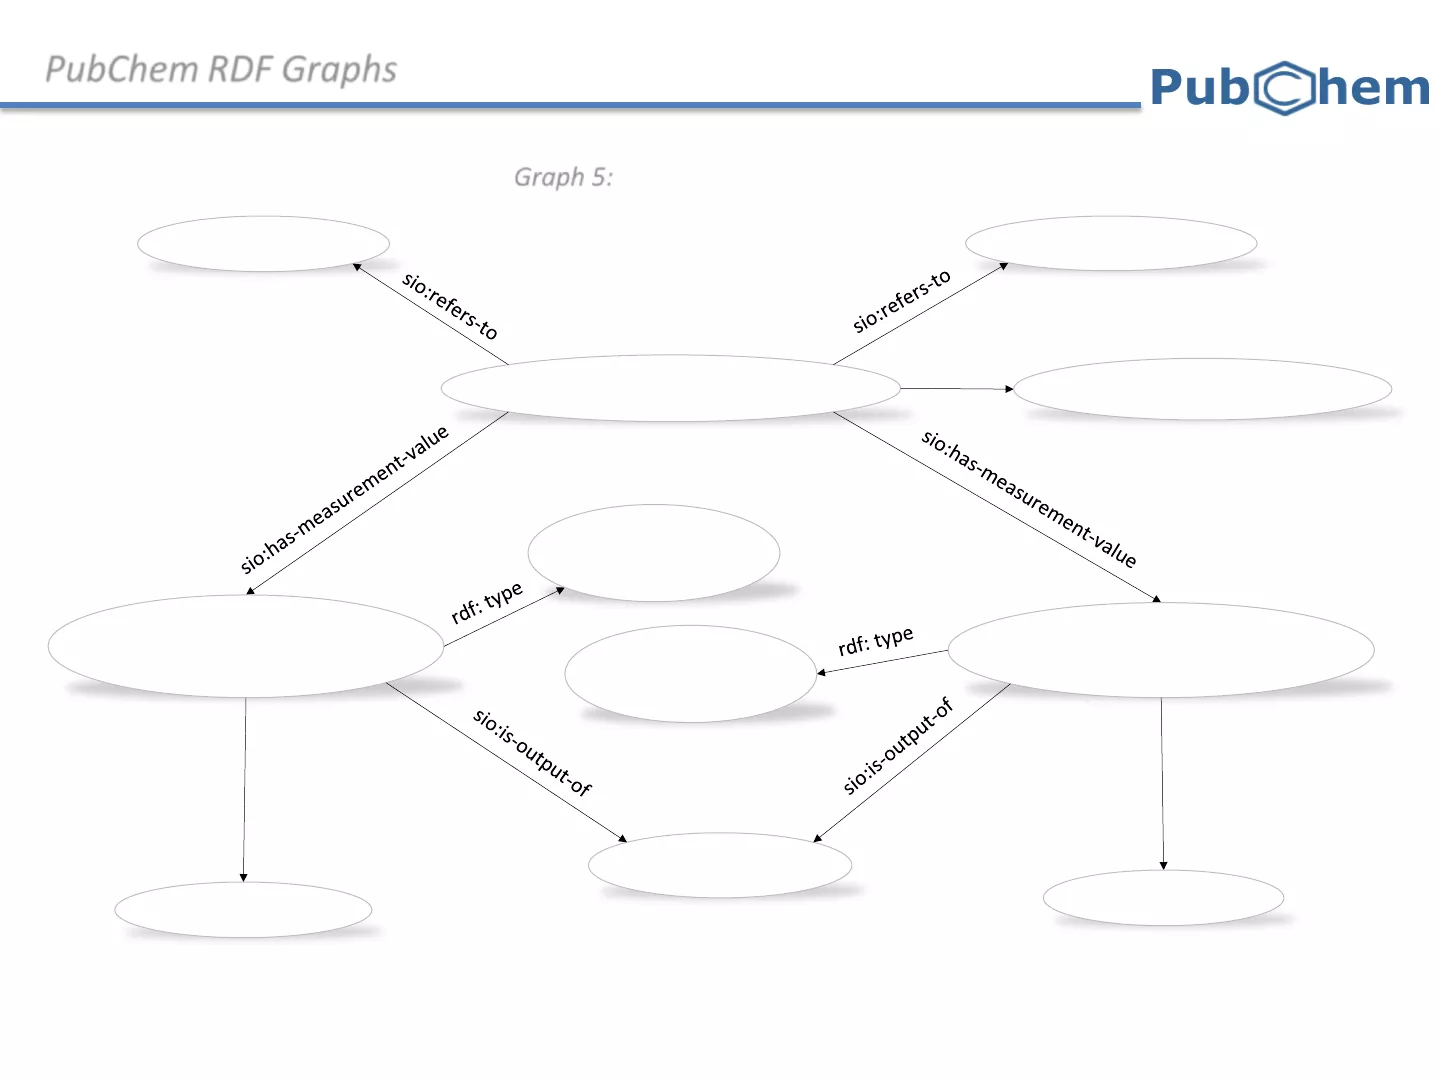 PubChem RDF Graphs
PubChem
Graph 5:
sio:refers-to
sio:refers-to
sio:has-measurement-value
sio:has-measurement-value
rdf: type
rdf: type
sio:is-output-of
sio:is-output-of